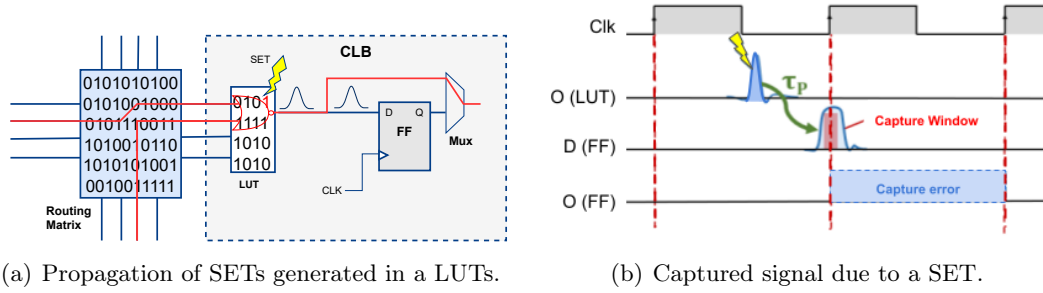 CLB
SET
0101010100
0101001000
0101110011
1010010110
1010101001
0010011111
010
1111
1010
1010
LUT
D
Q
FF
CLK
Mux
Routing
Matrix
(a) Propagation of SETs generated in a LUTs.
Clk
O (LUT)
τP
Capture Window
D (FF)
Capture error
O (FF)
(b) Captured signal due to a SET.